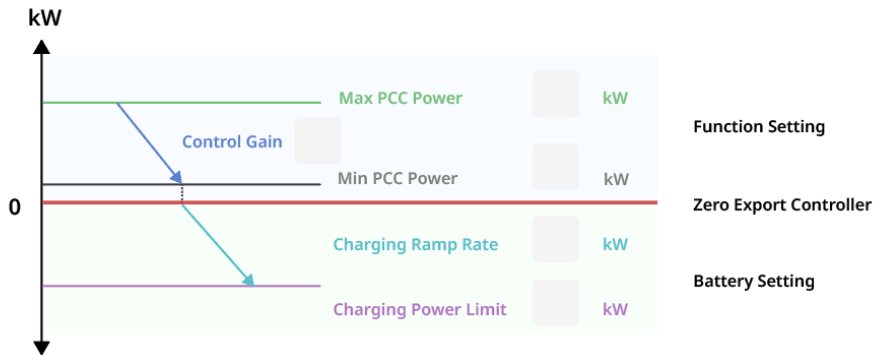 kW
Max PCC Power kW
Function Setting
Control Gain
Min PCC Power kW
0
Zero Export Controller
Charging Ramp Rate kW
Battery Setting
Charging Power Limit kW